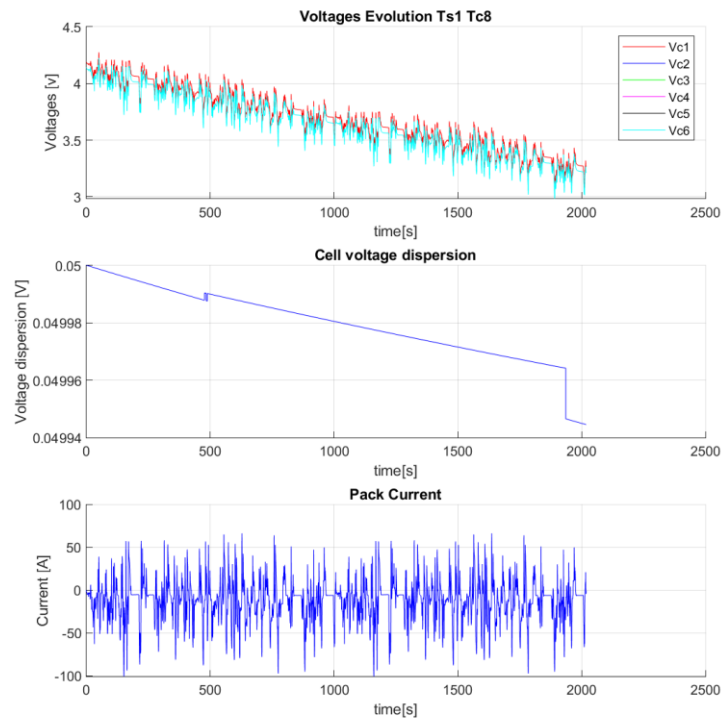 Voltages Evolution Ts1 Tc8
4.5
4
3.5
3
Voltages [v]
Vc1
Vc2
Vc3
Vc4
Vc5
Vc6
0 500 1000 1500 2000 2500
time[s]
Cell voltage dispersion
0.05
0.04998
0.04996
0.04994
Voltage dispersion [V]
0 500 1000 1500 2000 2500
time[s]
Pack Current
100
50
0
-50
-100
Current [A]
0 500 1000 1500 2000 2500
time[s]